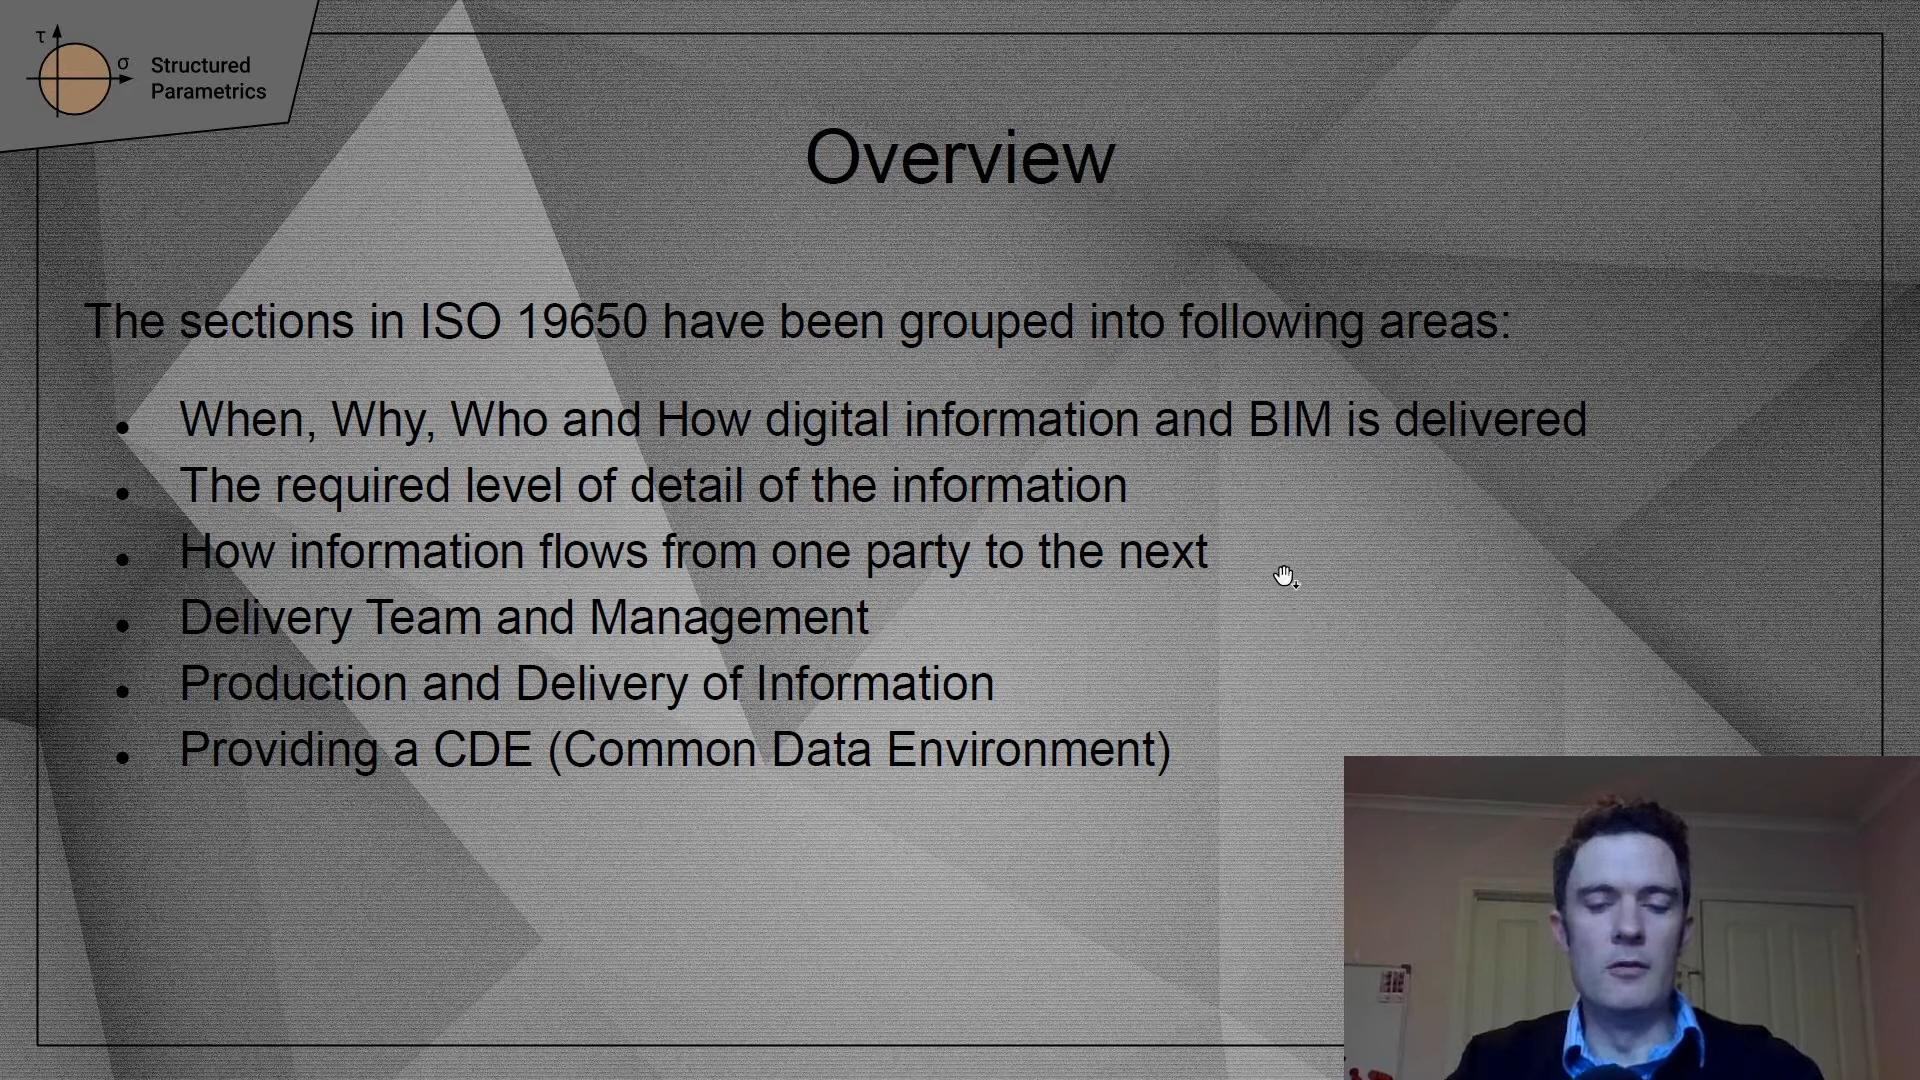 τ
σ
Structured
Parametrics
Overview
The sections in ISO 19650 have been grouped into following areas:
• When, Why, Who and How digital information and BIM is delivered
• The required level of detail of the information
• How information flows from one party to the next
• Delivery Team and Management
• Production and Delivery of Information
• Providing a CDE (Common Data Environment)